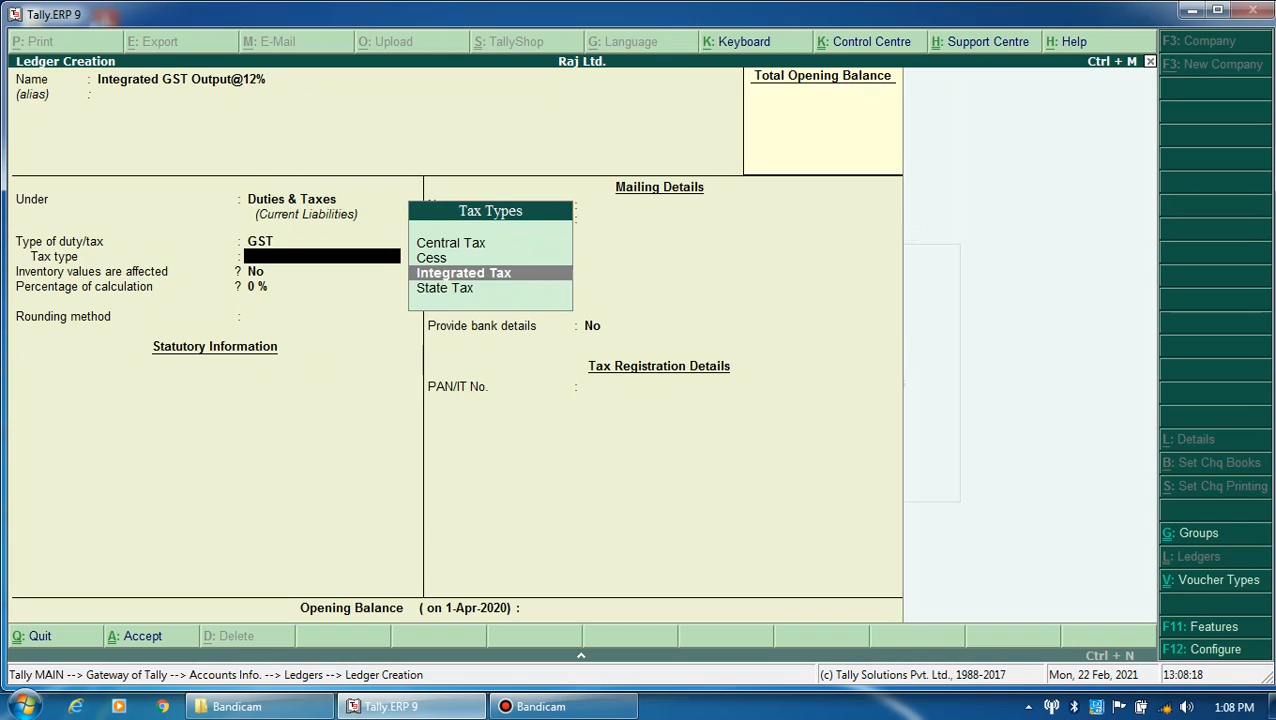 Tally.ERP 9
P: Print
E: Export
M: E-Mail
O: Upload
S: TallyShop
G: Language
K: Keyboard
K: Control Centre
H: Support Centre
H: Help
F3: Company
F3: New Company
Ledger Creation
Raj Ltd.
Ctrl + M
Name : Integrated GST Output@12%
(alias) :
Total Opening Balance
Under : Duties & Taxes
(Current Liabilities)
Type of duty/tax : GST
Tax type :
Inventory values are affected ? No
Percentage of calculation ? 0 %
Rounding method :
Statutory Information
Mailing Details
Tax Types
Central Tax
Cess
Integrated Tax
State Tax
Provide bank details : No
Tax Registration Details
PAN/IT No. :
L: Details
B: Set Chq Books
S: Set Chq Printing
G: Groups
L: Ledgers
V: Voucher Types
F11: Features
F12: Configure
Opening Balance ( on 1-Apr-2020) :
Q: Quit
A: Accept
D: Delete
Ctrl + N
Tally MAIN --> Gateway of Tally --> Accounts Info. --> Ledgers --> Ledger Creation
(c) Tally Solutions Pvt. Ltd., 1988-2017
Mon, 22 Feb, 2021
13:08:18
Bandicam
Tally.ERP 9
Bandicam
1:08 PM